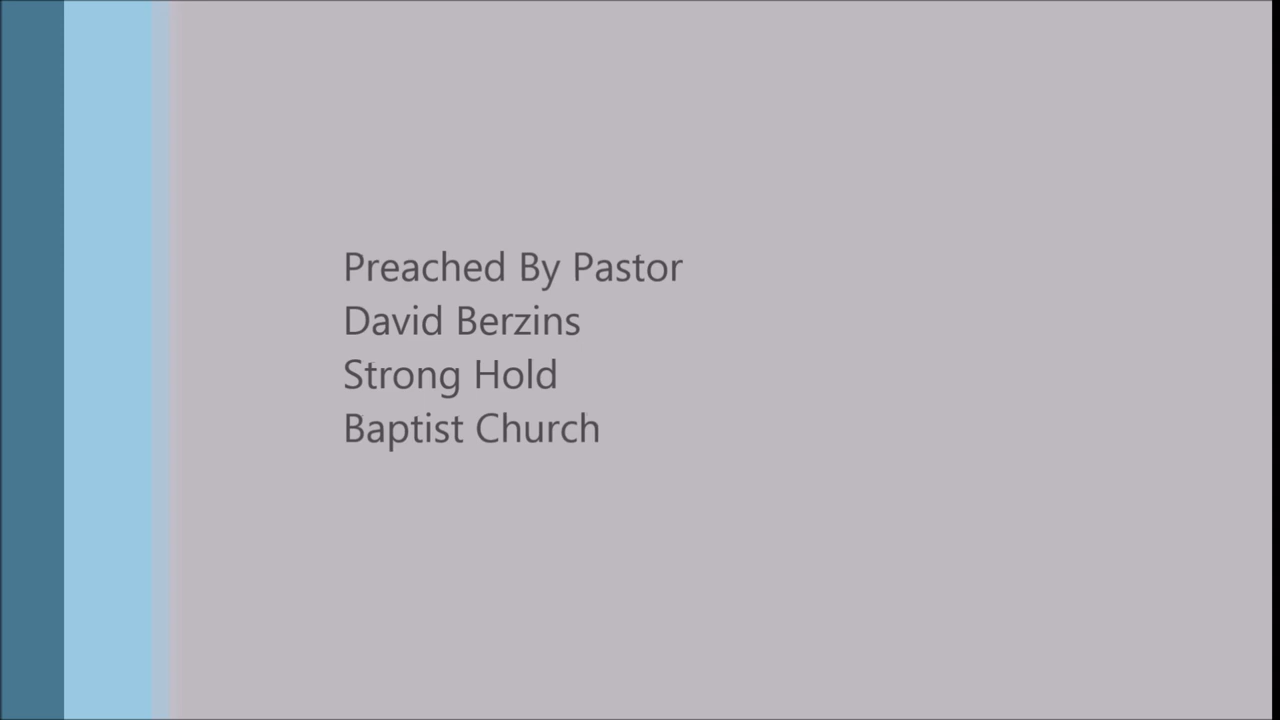 Preached By Pastor
David Berzins
Strong Hold
Baptist Church